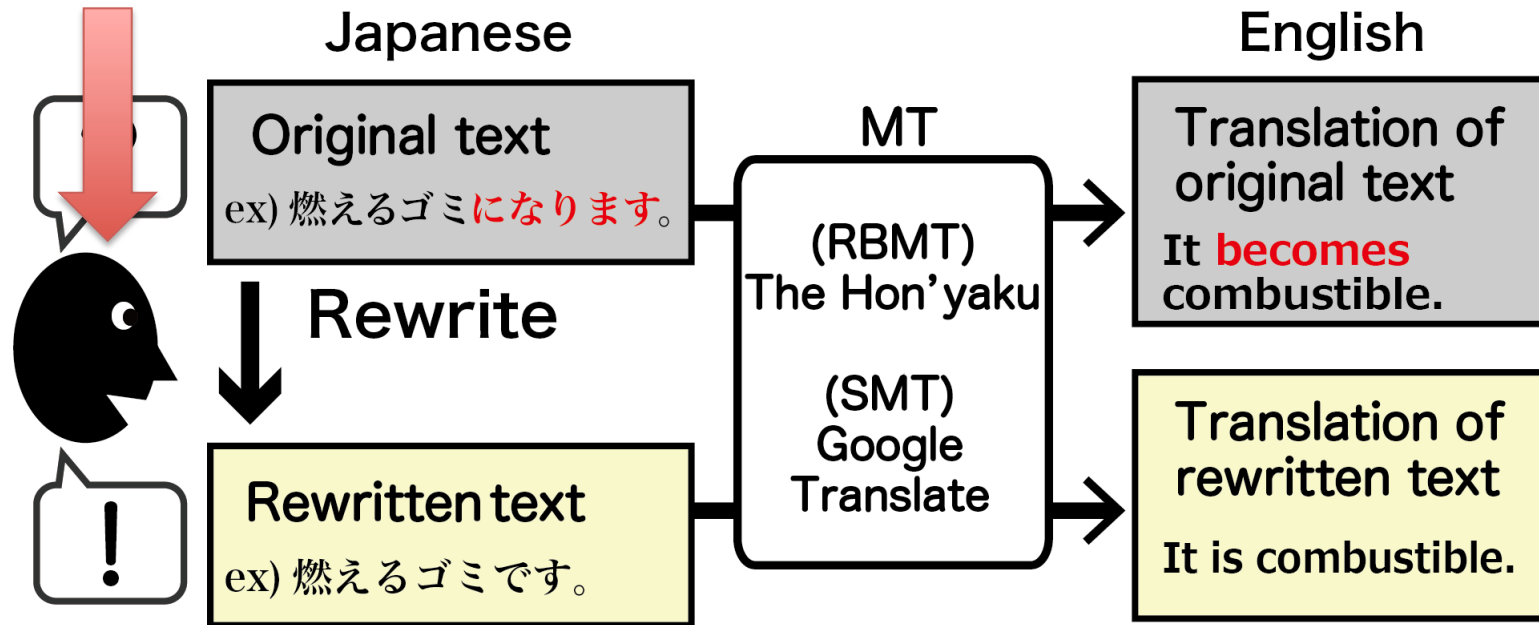 Japanese
English
Original text
ex) 燃えるゴミになります。
Rewrite
Rewritten text
ex) 燃えるゴミです。
!
MT
(RBMT)
The Hon’yaku
(SMT)
Google
Translate
Translation of
original text
It becomes
combustible.
Translation of
rewritten text
It is combustible.